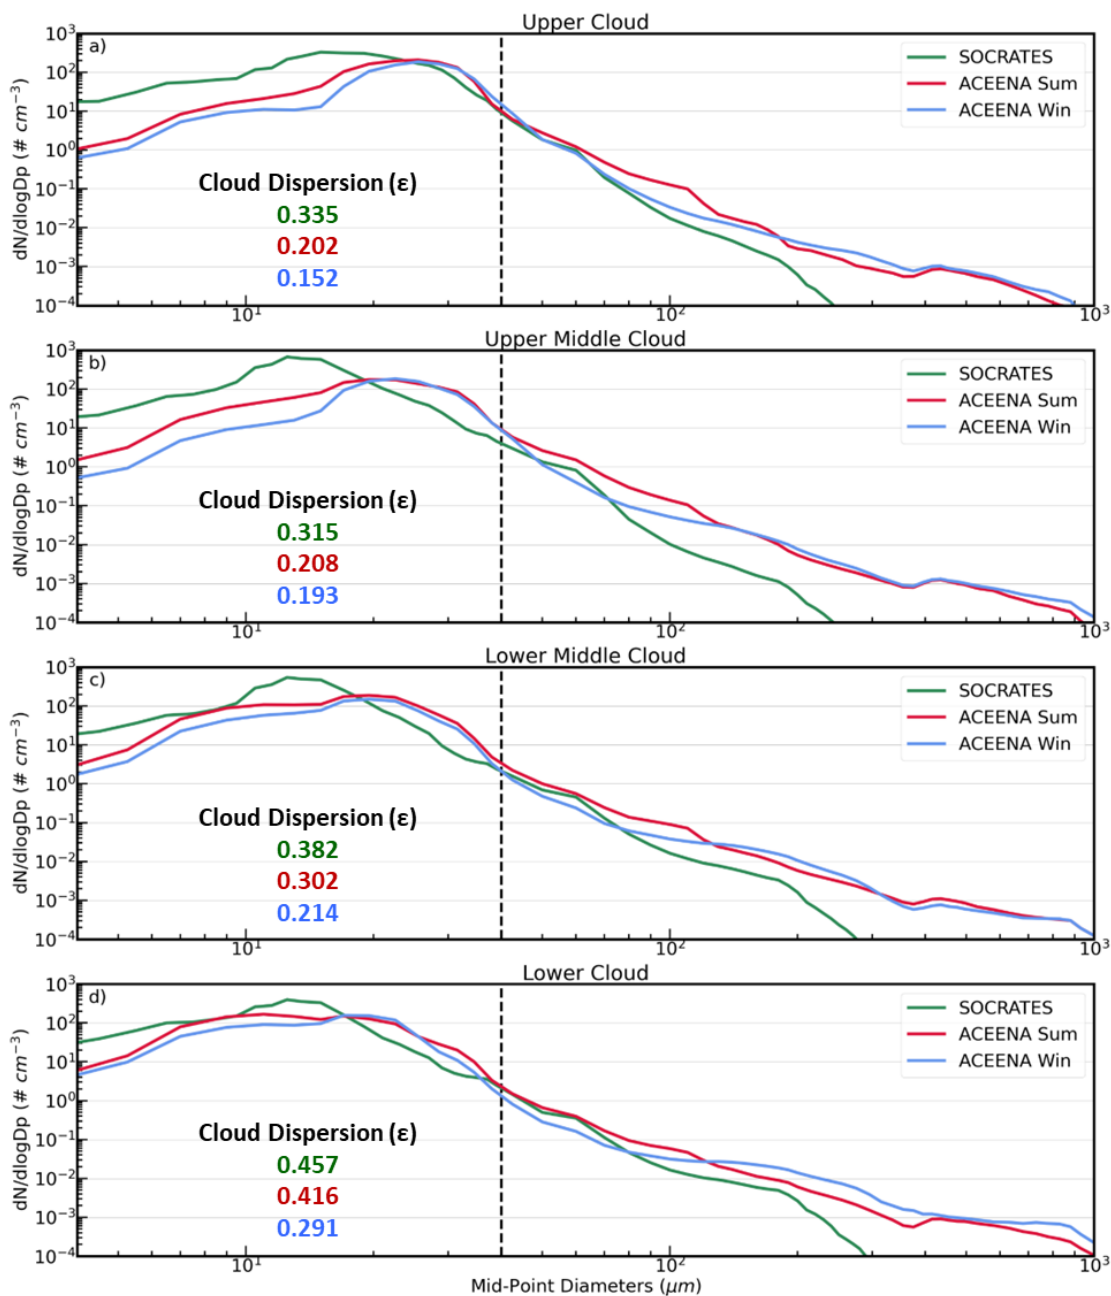 Upper Cloud
a)
10³
10²
10¹
10⁰
10⁻¹
10⁻²
10⁻³
10⁻⁴
dN/dlogDp (# cm⁻³)
SOCRATES
ACEENA Sum
ACEENA Win
Cloud Dispersion (ε)
0.335
0.202
0.152
10¹
10²
10³
Upper Middle Cloud
b)
10³
10²
10¹
10⁰
10⁻¹
10⁻²
10⁻³
10⁻⁴
dN/dlogDp (# cm⁻³)
SOCRATES
ACEENA Sum
ACEENA Win
Cloud Dispersion (ε)
0.315
0.208
0.193
10¹
10²
10³
Lower Middle Cloud
c)
10³
10²
10¹
10⁰
10⁻¹
10⁻²
10⁻³
10⁻⁴
dN/dlogDp (# cm⁻³)
SOCRATES
ACEENA Sum
ACEENA Win
Cloud Dispersion (ε)
0.382
0.302
0.214
10¹
10²
10³
Lower Cloud
d)
10³
10²
10¹
10⁰
10⁻¹
10⁻²
10⁻³
10⁻⁴
dN/dlogDp (# cm⁻³)
SOCRATES
ACEENA Sum
ACEENA Win
Cloud Dispersion (ε)
0.457
0.416
0.291
10¹
10²
10³
Mid-Point Diameters (μm)